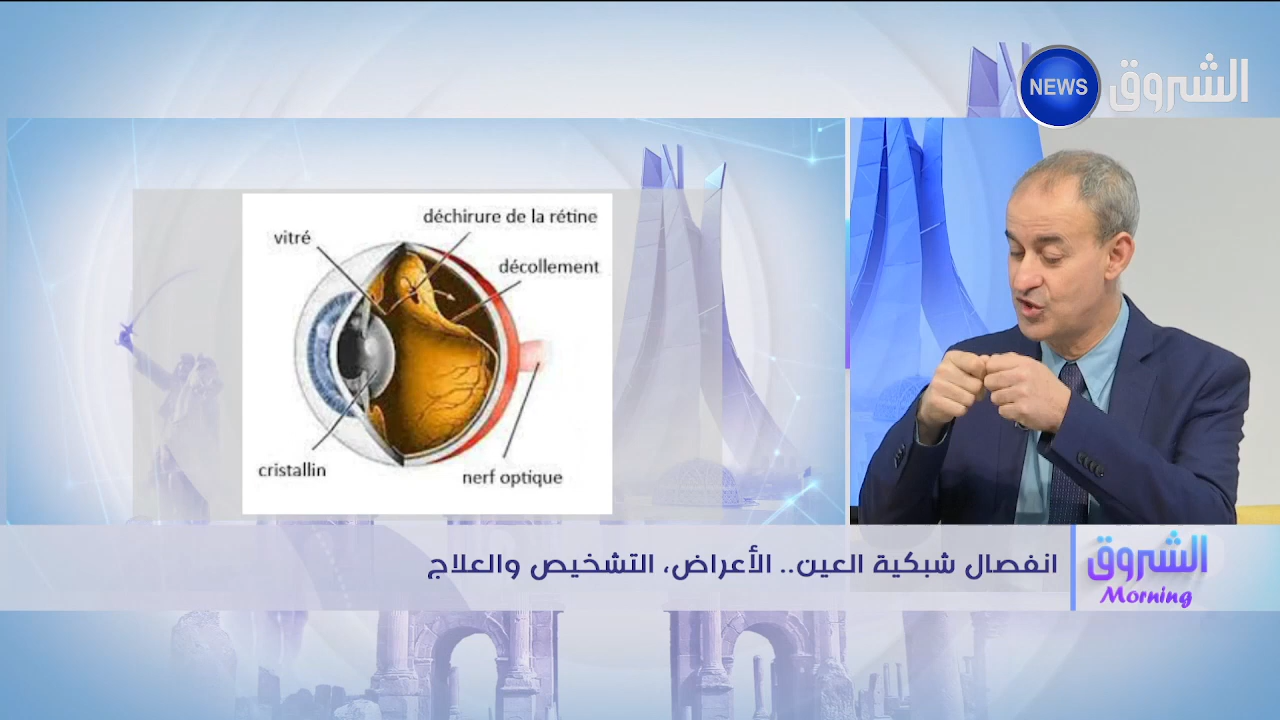 NEWS الشروق
déchirure de la rétine
vitré
décollement
cristallin
nerf optique
انفصال شبكية العين.. الأعراض، التشخيص والعلاج
الشروق
Morning